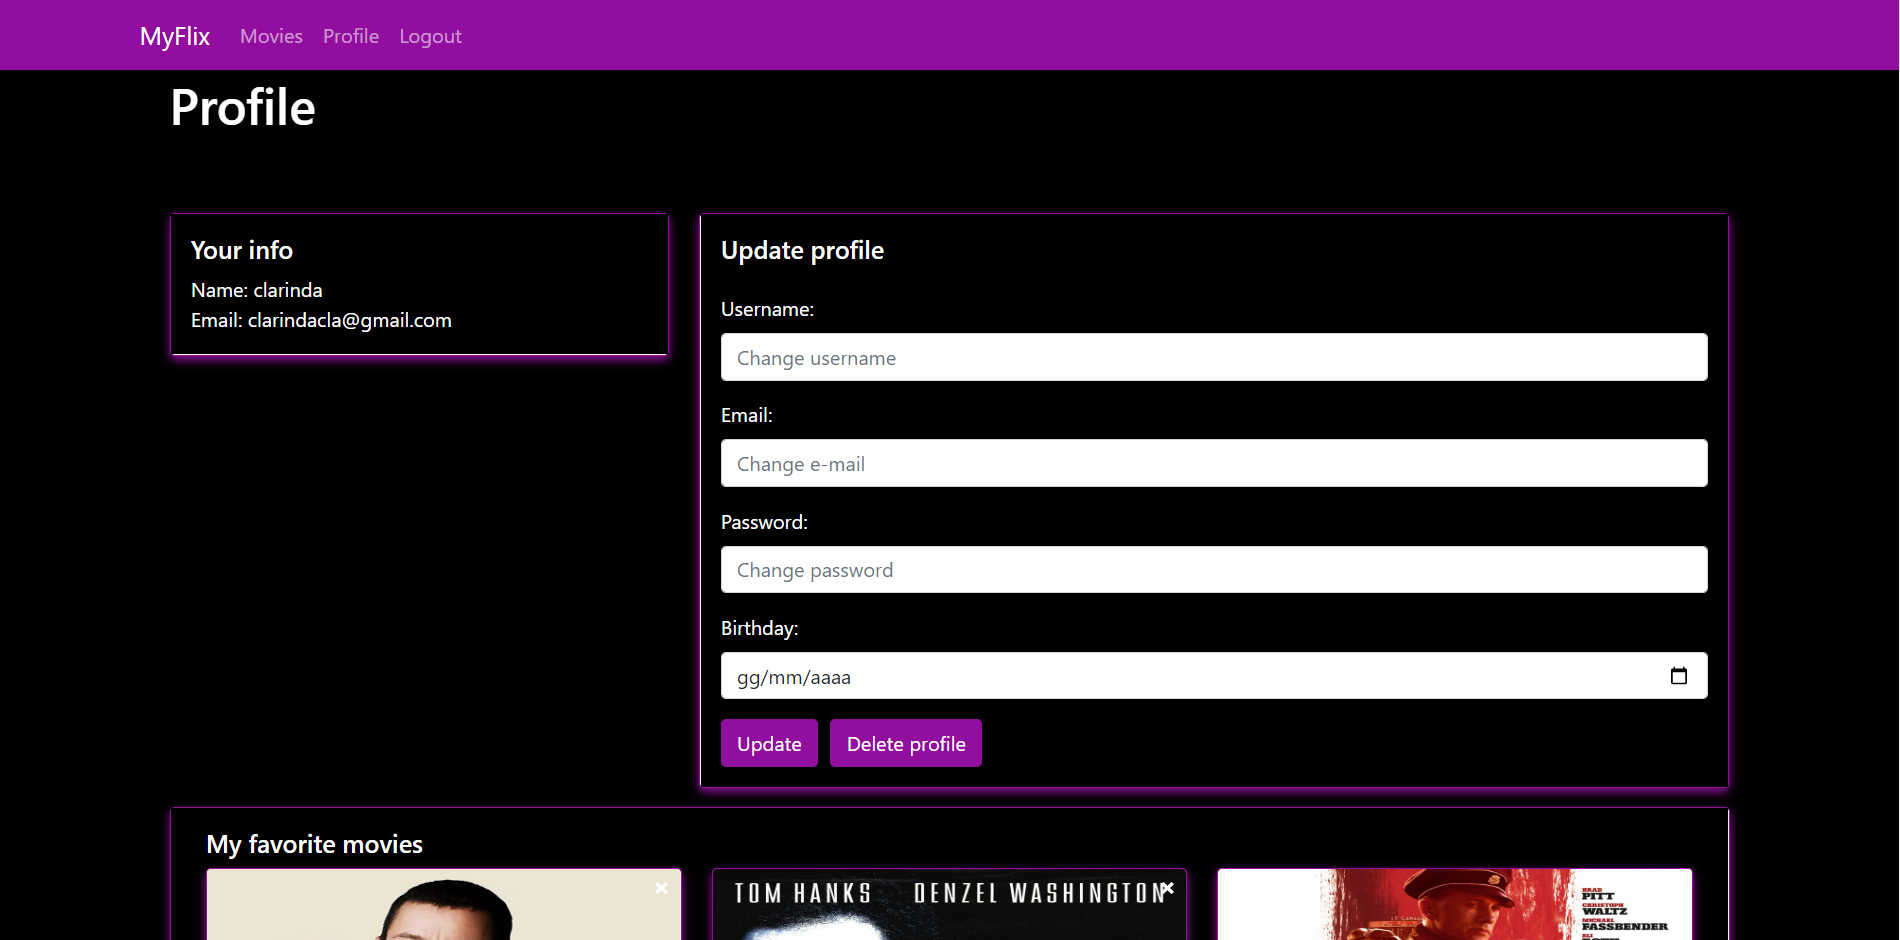 MyFlix Movies Profile Logout
Profile
Your info
Name: clarinda
Email: clarindacla@gmail.com
Update profile
Username:
Change username
Email:
Change e-mail
Password:
Change password
Birthday:
gg/mm/aaaa
Update Delete profile
My favorite movies
TOM HANKS DENZEL WASHINGTON
BRAD
PITT
CHRISTOPH
WALTZ
MICHAEL
FASSBENDER
ELI